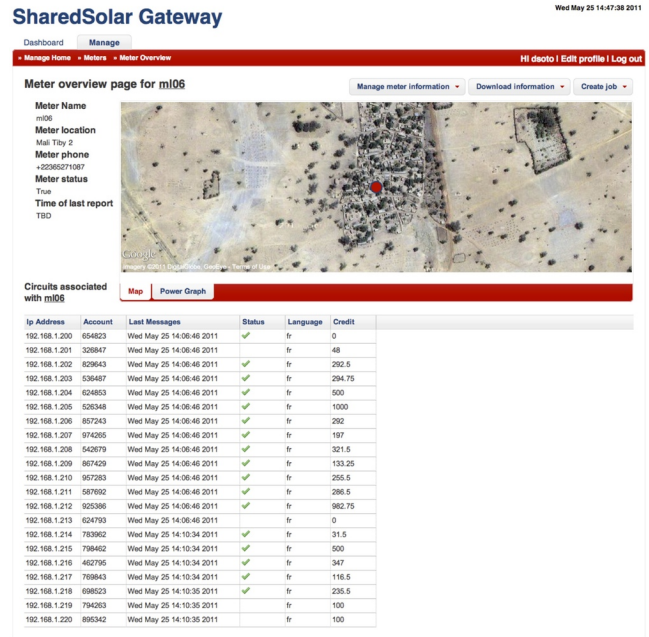 SharedSolar Gateway
Wed May 25 14:47:38 2011
Dashboard Manage
» Manage Home » Meters » Meter Overview
Hi dsoto | Edit profile | Log out
Meter overview page for ml06
Manage meter information Download information Create job
Meter Name
ml06
Meter location
Mali Tiby 2
Meter phone
+22365271087
Meter status
True
Time of last report
TBD
Google
Imagery ©2011 DigitalGlobe, GeoEye - Terms of Use
Circuits associated
with ml06
Map Power Graph
Ip Address Account Last Messages Status Language Credit
192.168.1.200 654823 Wed May 25 14:06:46 2011 ✔ fr 0
192.168.1.201 326847 Wed May 25 14:06:46 2011 fr 48
192.168.1.202 829643 Wed May 25 14:06:46 2011 ✔ fr 292.5
192.168.1.203 536487 Wed May 25 14:06:46 2011 ✔ fr 294.75
192.168.1.204 624853 Wed May 25 14:06:46 2011 ✔ fr 500
192.168.1.205 526348 Wed May 25 14:06:46 2011 ✔ fr 1000
192.168.1.206 857243 Wed May 25 14:06:46 2011 ✔ fr 292
192.168.1.207 974265 Wed May 25 14:06:46 2011 ✔ fr 197
192.168.1.208 542679 Wed May 25 14:06:46 2011 ✔ fr 321.5
192.168.1.209 867429 Wed May 25 14:06:46 2011 ✔ fr 133.25
192.168.1.210 957283 Wed May 25 14:06:46 2011 ✔ fr 255.5
192.168.1.211 587692 Wed May 25 14:06:46 2011 ✔ fr 286.5
192.168.1.212 925386 Wed May 25 14:06:46 2011 ✔ fr 982.75
192.168.1.213 624793 Wed May 25 14:06:46 2011 fr 0
192.168.1.214 783962 Wed May 25 14:10:34 2011 ✔ fr 31.5
192.168.1.215 798462 Wed May 25 14:10:34 2011 ✔ fr 500
192.168.1.216 462795 Wed May 25 14:10:34 2011 ✔ fr 347
192.168.1.217 769843 Wed May 25 14:10:34 2011 ✔ fr 116.5
192.168.1.218 698523 Wed May 25 14:10:35 2011 ✔ fr 235.5
192.168.1.219 794263 Wed May 25 14:10:35 2011 fr 100
192.168.1.220 895342 Wed May 25 14:10:35 2011 fr 100